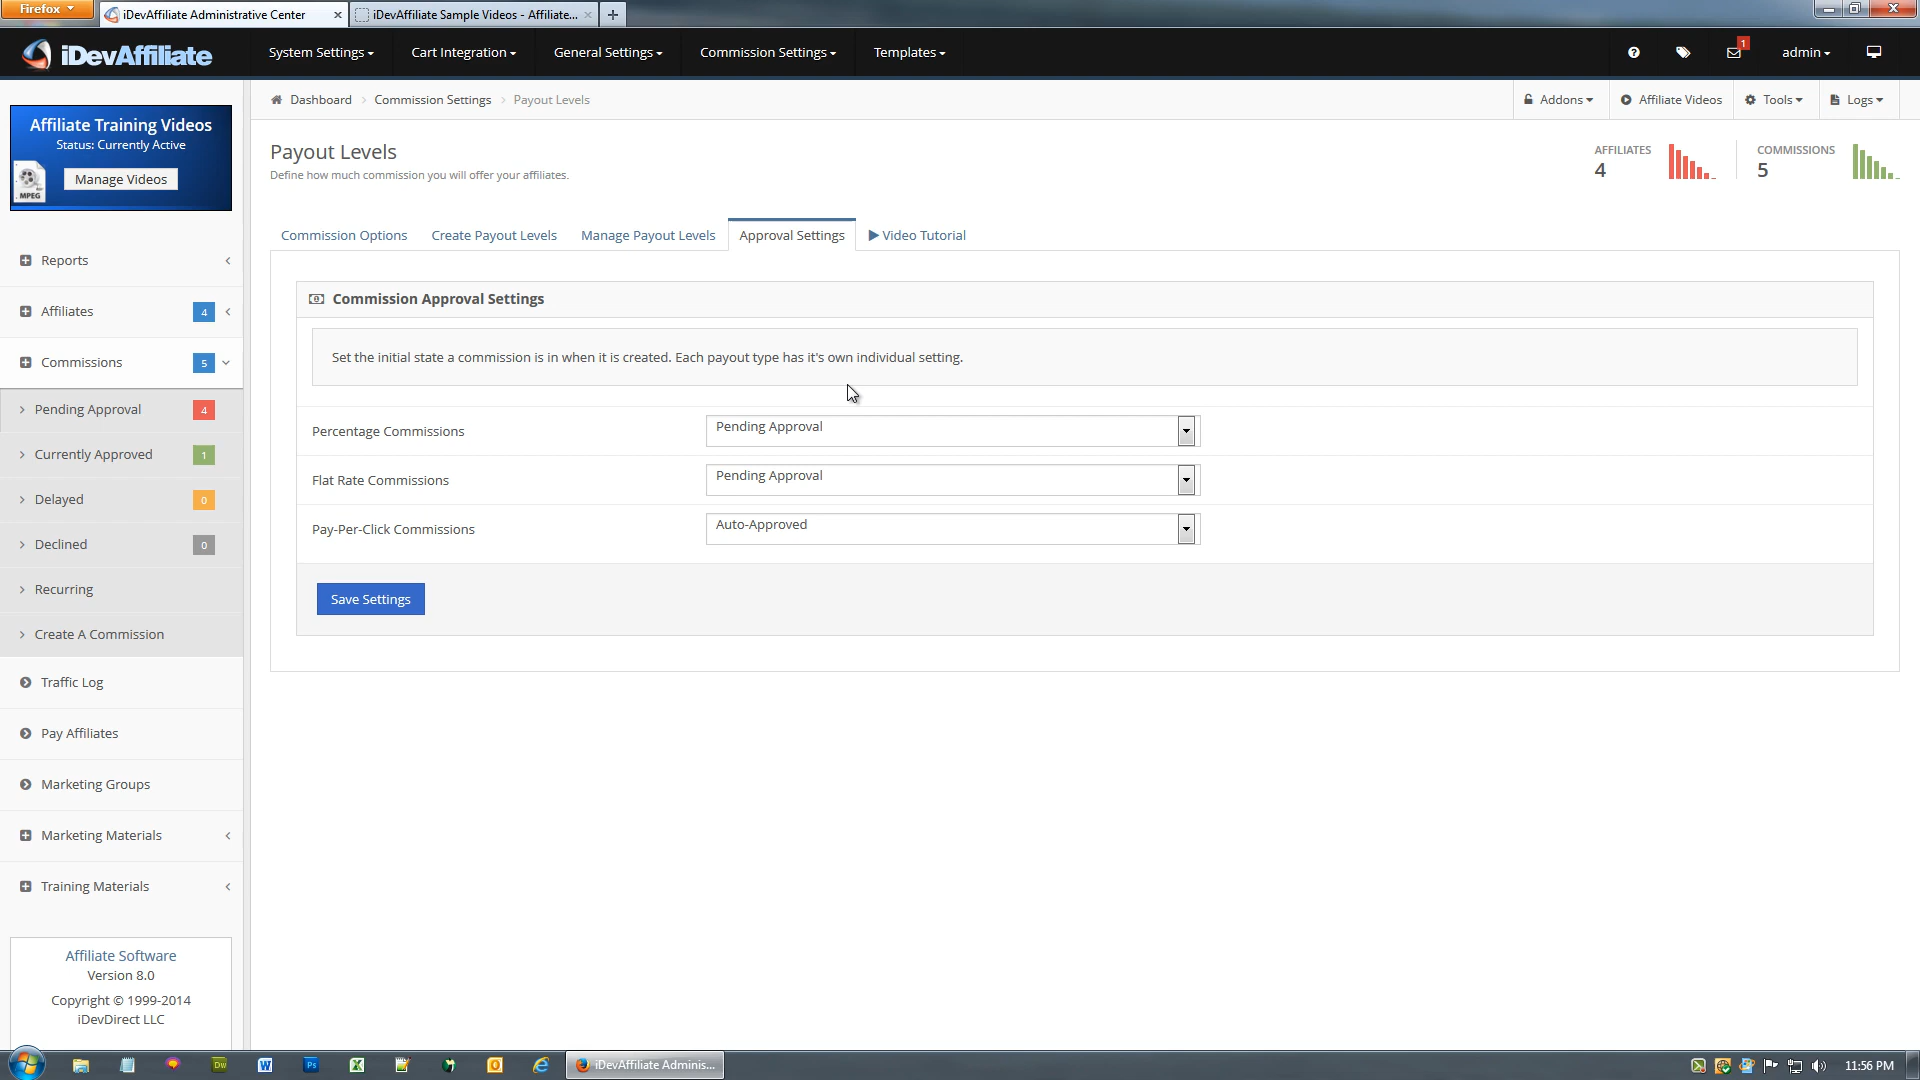 Firefox
iDevAffiliate Administrative Center
iDevAffiliate Sample Videos - Affiliate...
iDevAffiliate
System Settings
Cart Integration
General Settings
Commission Settings
Templates
1
admin
Affiliate Training Videos
Status: Currently Active
Manage Videos
MPEG
Dashboard
Commission Settings
Payout Levels
Addons
Affiliate Videos
Tools
Logs
Payout Levels
Define how much commission you will offer your affiliates.
AFFILIATES
4
COMMISSIONS
5
Commission Options
Create Payout Levels
Manage Payout Levels
Approval Settings
Video Tutorial
Reports
Affiliates 4
Commissions 5
Pending Approval 4
Currently Approved 1
Delayed 0
Declined 0
Recurring
Create A Commission
Traffic Log
Pay Affiliates
Marketing Groups
Marketing Materials
Training Materials
Commission Approval Settings
Set the initial state a commission is in when it is created. Each payout type has it's own individual setting.
Percentage Commissions Pending Approval
Flat Rate Commissions Pending Approval
Pay-Per-Click Commissions Auto-Approved
Save Settings
Affiliate Software
Version 8.0
Copyright © 1999-2014
iDevDirect LLC
Dw
W
Ps
iDevAffiliate Adminis...
11:56 PM